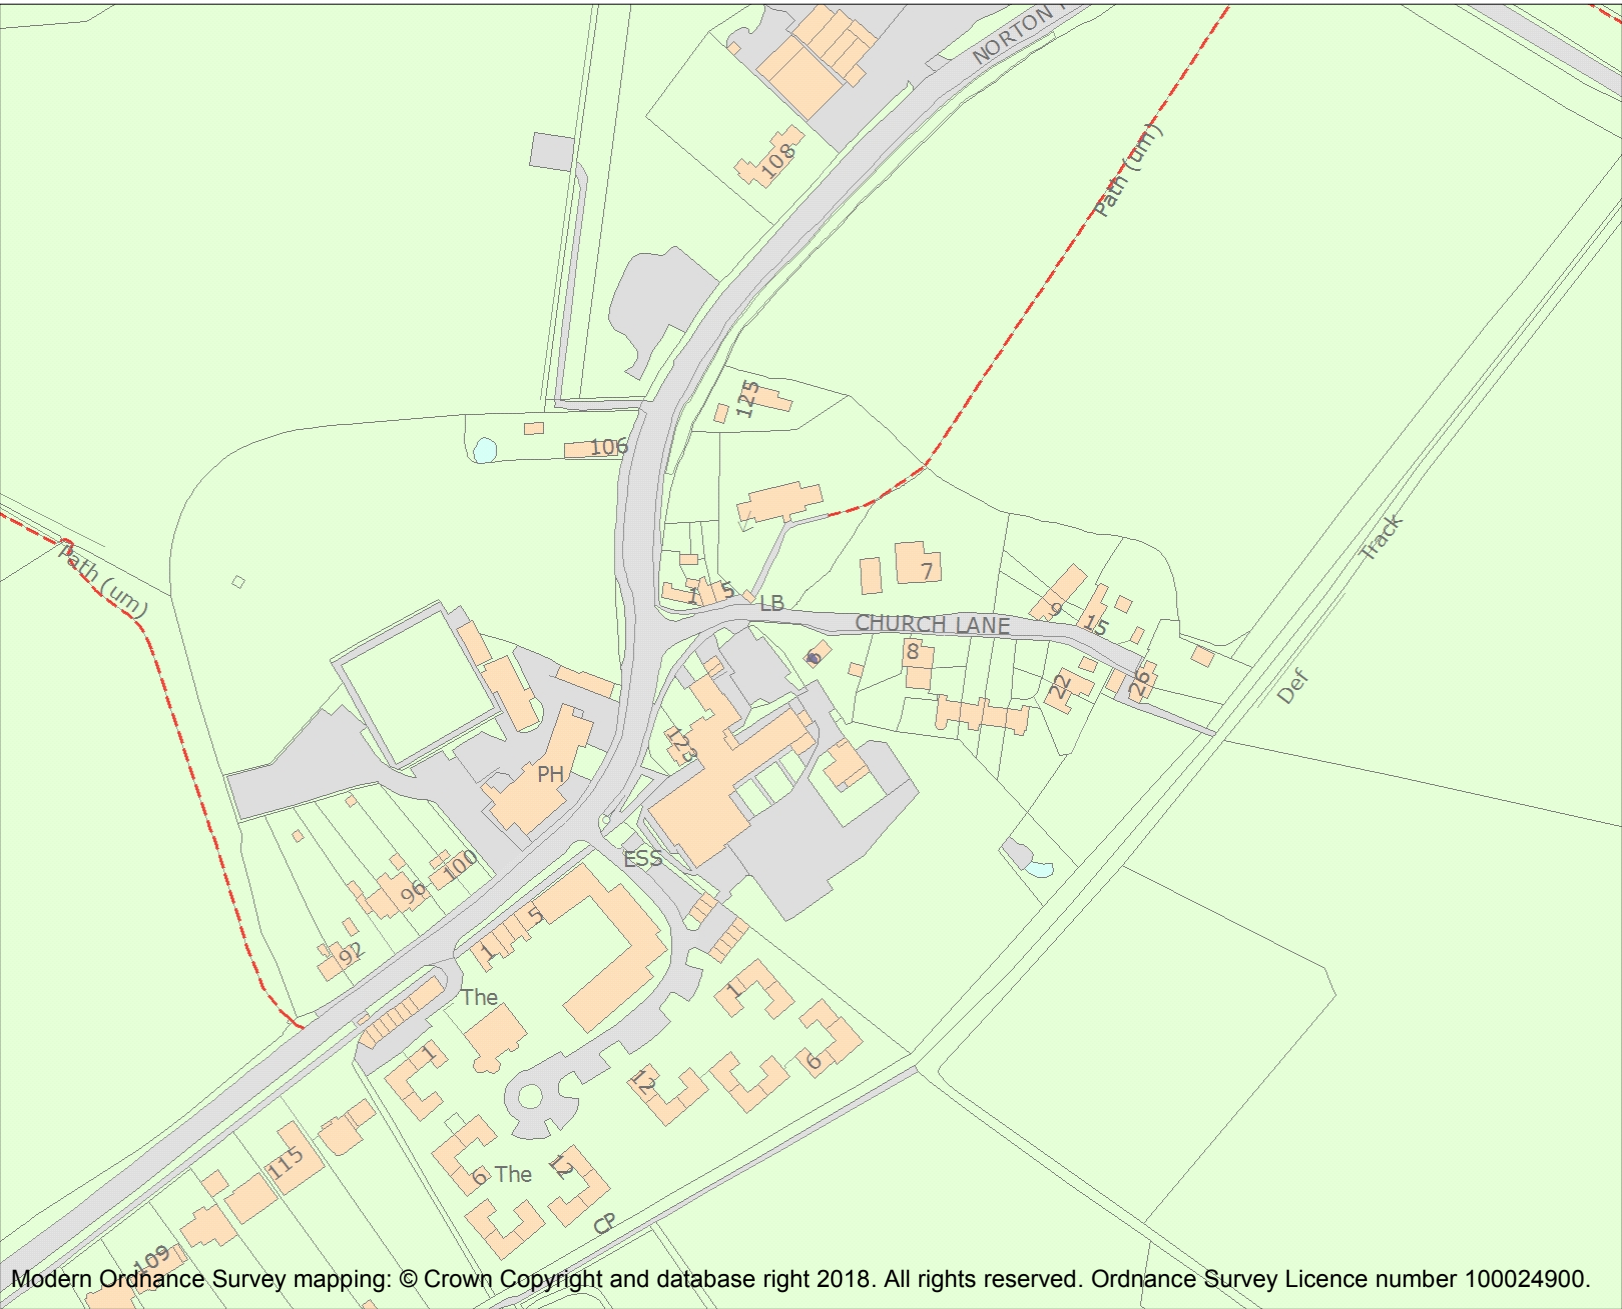 NORTON
108
Path (um)
125
106
Track
Path (um)
7
5
1
LB
9
CHURCH LANE
15
8
Def
22
26
123
PH
ESS
100
96
5
92
1
The
1
1
6
12
115
12
6
The
CP
109
Modern Ordnance Survey mapping: © Crown Copyright and database right 2018. All rights reserved. Ordnance Survey Licence number 100024900.